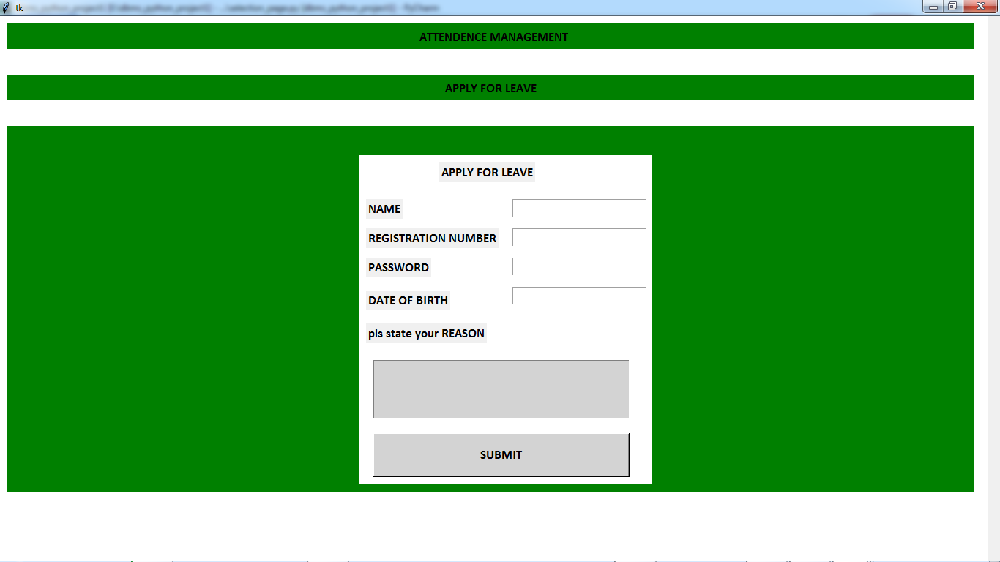 tk
ATTENDENCE MANAGEMENT
APPLY FOR LEAVE
APPLY FOR LEAVE
NAME
REGISTRATION NUMBER
PASSWORD
DATE OF BIRTH
pls state your REASON
SUBMIT